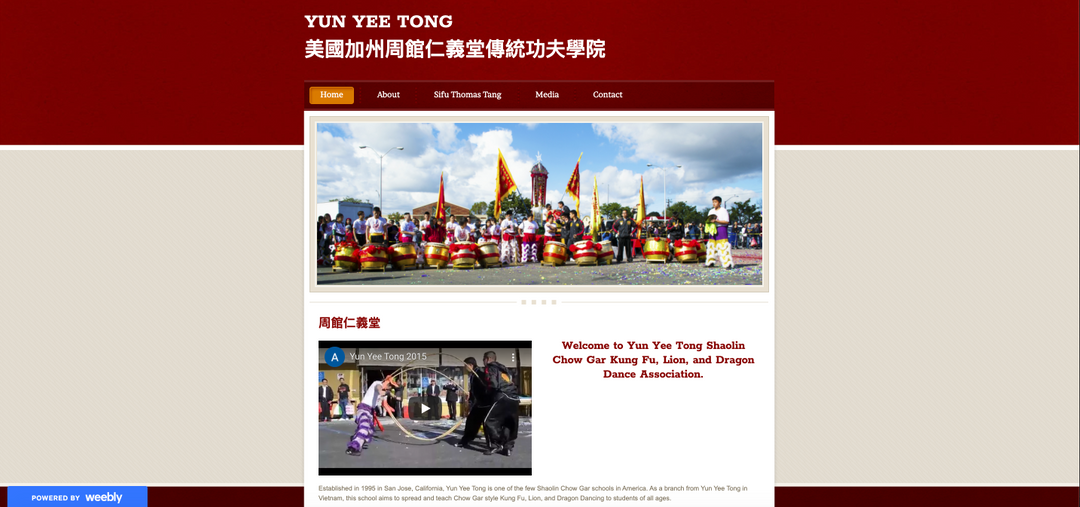 YUN YEE TONG
美國加州周館仁義堂傳統功夫學院
Home About Sifu Thomas Tang Media Contact
周館仁義堂
A Yun Yee Tong 2015
Welcome to Yun Yee Tong Shaolin
Chow Gar Kung Fu, Lion, and Dragon
Dance Association.
Established in 1995 in San Jose, California, Yun Yee Tong is one of the few Shaolin Chow Gar schools in America. As a branch from Yun Yee Tong in
Vietnam, this school aims to spread and teach Chow Gar style Kung Fu, Lion, and Dragon Dancing to students of all ages.
POWERED BY weebly